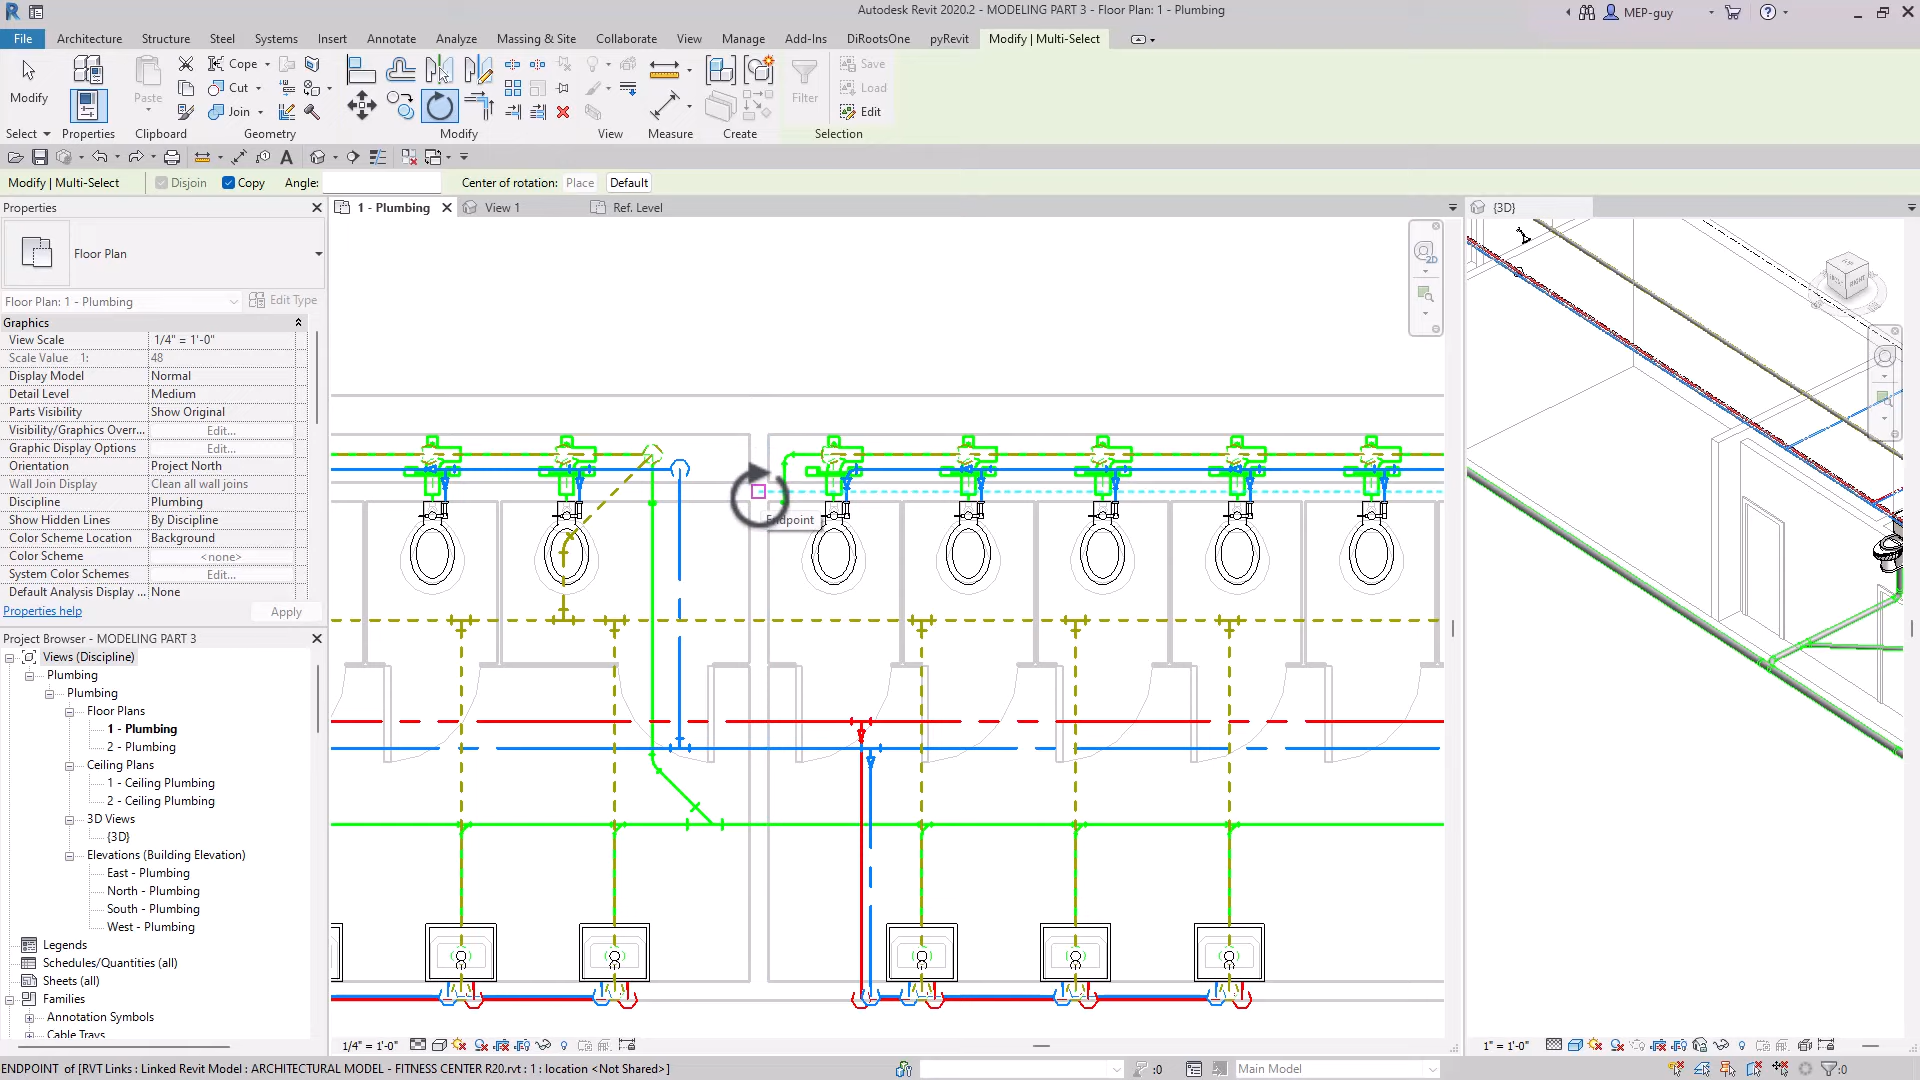 Autodesk Revit 2020.2 - MODELING PART 3 - Floor Plan: 1 - Plumbing
MEP-guy
File
Architecture
Structure
Steel
Systems
Insert
Annotate
Analyze
Massing & Site
Collaborate
View
Manage
Add-Ins
DiRootsOne
pyRevit
Modify | Multi-Select
Modify
Paste
Cope
Cut
Join
Filter
Save
Load
Edit
Select
Properties
Clipboard
Geometry
Modify
View
Measure
Create
Selection
Modify | Multi-Select
Disjoin
Copy
Angle:
Center of rotation:
Place
Default
Properties
1 - Plumbing
View 1
Ref. Level
{3D}
Floor Plan
Floor Plan: 1 - Plumbing
Edit Type
Graphics
View Scale 1/4" = 1'-0"
Scale Value 1: 48
Display Model Normal
Detail Level Medium
Parts Visibility Show Original
Visibility/Graphics Overr... Edit...
Graphic Display Options Edit...
Orientation Project North
Wall Join Display Clean all wall joins
Discipline Plumbing
Show Hidden Lines By Discipline
Color Scheme Location Background
Color Scheme <none>
System Color Schemes Edit...
Default Analysis Display ... None
Properties help
Apply
Project Browser - MODELING PART 3
Views (Discipline)
Plumbing
Plumbing
Floor Plans
1 - Plumbing
2 - Plumbing
Ceiling Plans
1 - Ceiling Plumbing
2 - Ceiling Plumbing
3D Views
{3D}
Elevations (Building Elevation)
East - Plumbing
North - Plumbing
South - Plumbing
West - Plumbing
Legends
Schedules/Quantities (all)
Sheets (all)
Families
Annotation Symbols
Cable Trays
2D
Endpoint
RIGHT
1/4" = 1'-0"
1" = 1'-0"
ENDPOINT of [RVT Links : Linked Revit Model : ARCHITECTURAL MODEL - FITNESS CENTER R20.rvt : 1 : location <Not Shared>]
:0
Main Model
:0